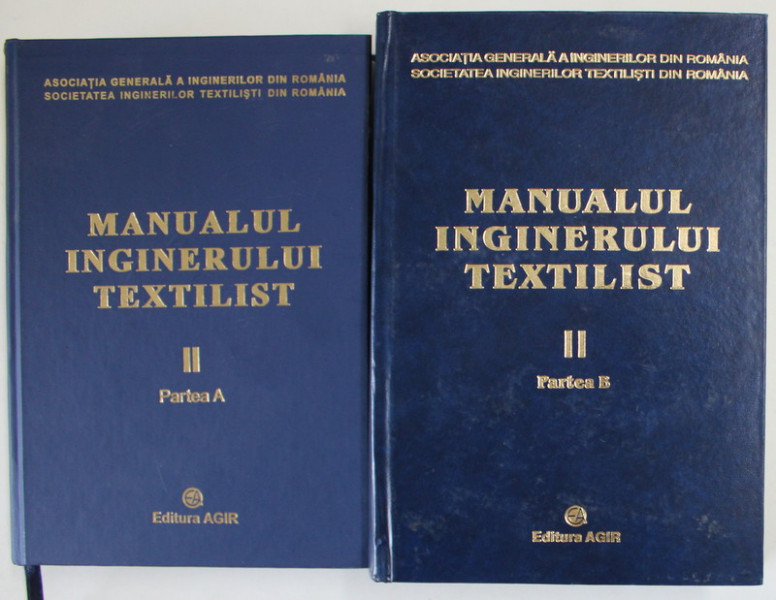 ASOCIAȚIA GENERALĂ A INGINERILOR DIN ROMÂNIA
SOCIETATEA INGINERILOR TEXTILIȘTI DIN ROMÂNIA
MANUALUL
INGINERULUI
TEXTILIST
II
Partea A
Editura AGIR
ASOCIAȚIA GENERALĂ A INGINERILOR DIN ROMÂNIA
SOCIETATEA INGINERILOR TEXTILIȘTI DIN ROMÂNIA
MANUALUL
INGINERULUI
TEXTILIST
II
Partea B
Editura AGIR